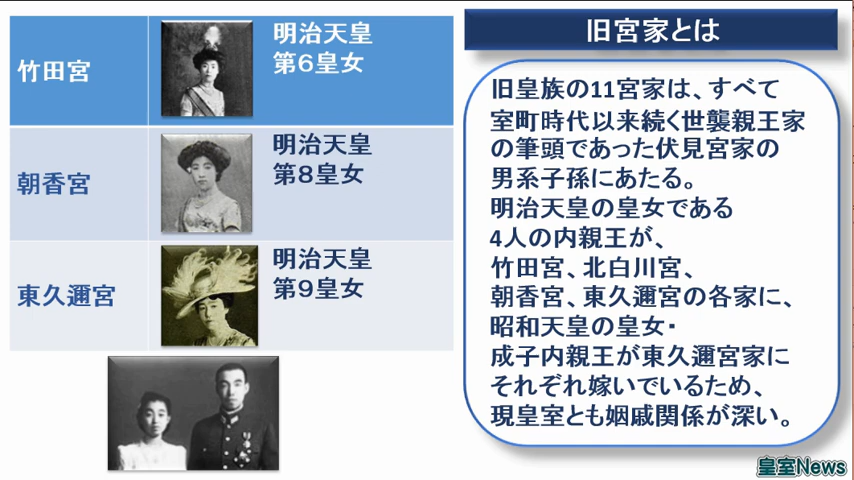 竹田宮
明治天皇
第6皇女
朝香宮
明治天皇
第8皇女
東久邇宮
明治天皇
第9皇女
旧宮家とは
旧皇族の11宮家は、すべて
室町時代以来続く世襲親王家
の筆頭であった伏見宮家の
男系子孫にあたる。
明治天皇の皇女である
4人の内親王が、
竹田宮、北白川宮、
朝香宮、東久邇宮の各家に、
昭和天皇の皇女・
成子内親王が東久邇宮家に
それぞれ嫁いでいるため、
現皇室とも姻戚関係が深い。
皇室News